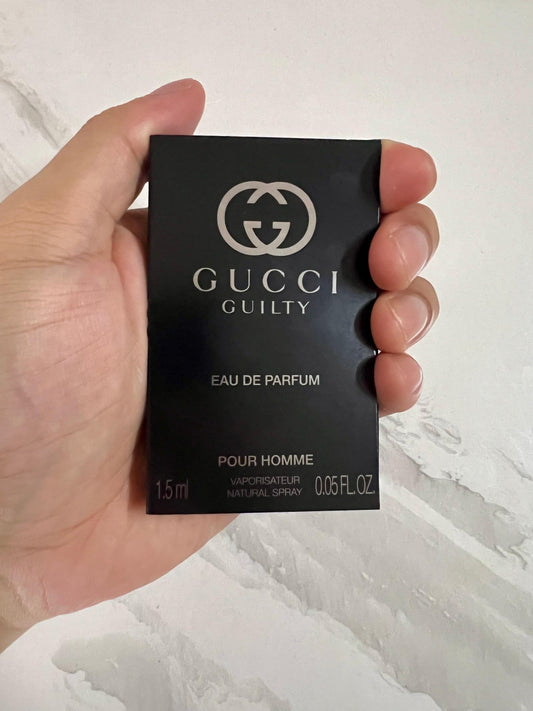 GUCCI
GUILTY
EAU DE PARFUM
POUR HOMME
VAPORISATEUR
1.5 ml NATURAL SPRAY 0.05 FL.OZ.